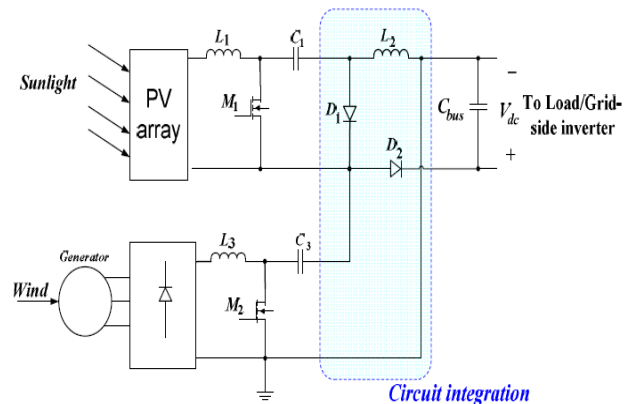 L1
C1
L2
Sunlight
PV
array
M1
D1
Cbus
−
Vdc
+
To Load/Grid-
side inverter
D2
Generator
L3
C3
Wind
M2
Circuit integration